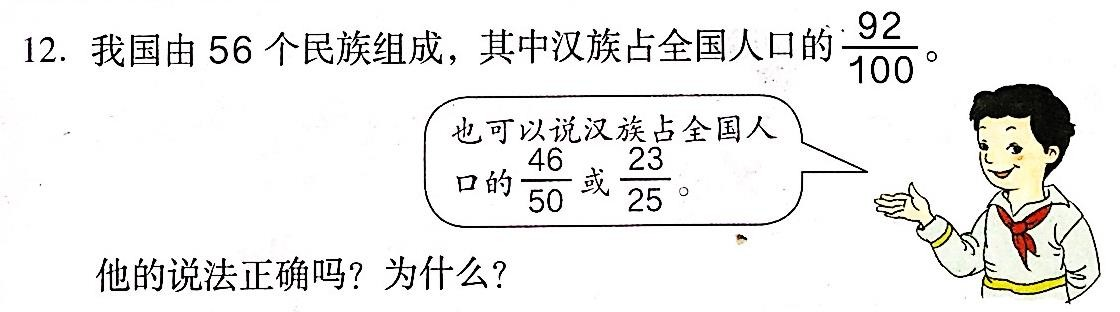 12. 我国由 56 个民族组成，其中汉族占全国人口的 92/100。
也可以说汉族占全国人
口的 46/50 或 23/25。
他的说法正确吗？为什么？